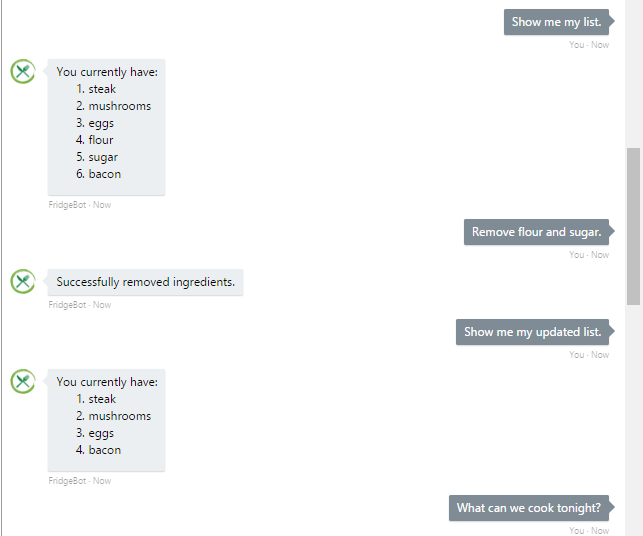 Show me my list.
You · Now
You currently have:
1. steak
2. mushrooms
3. eggs
4. flour
5. sugar
6. bacon
FridgeBot · Now
Remove flour and sugar.
You · Now
Successfully removed ingredients.
FridgeBot · Now
Show me my updated list.
You · Now
You currently have:
1. steak
2. mushrooms
3. eggs
4. bacon
FridgeBot · Now
What can we cook tonight?
You · Now